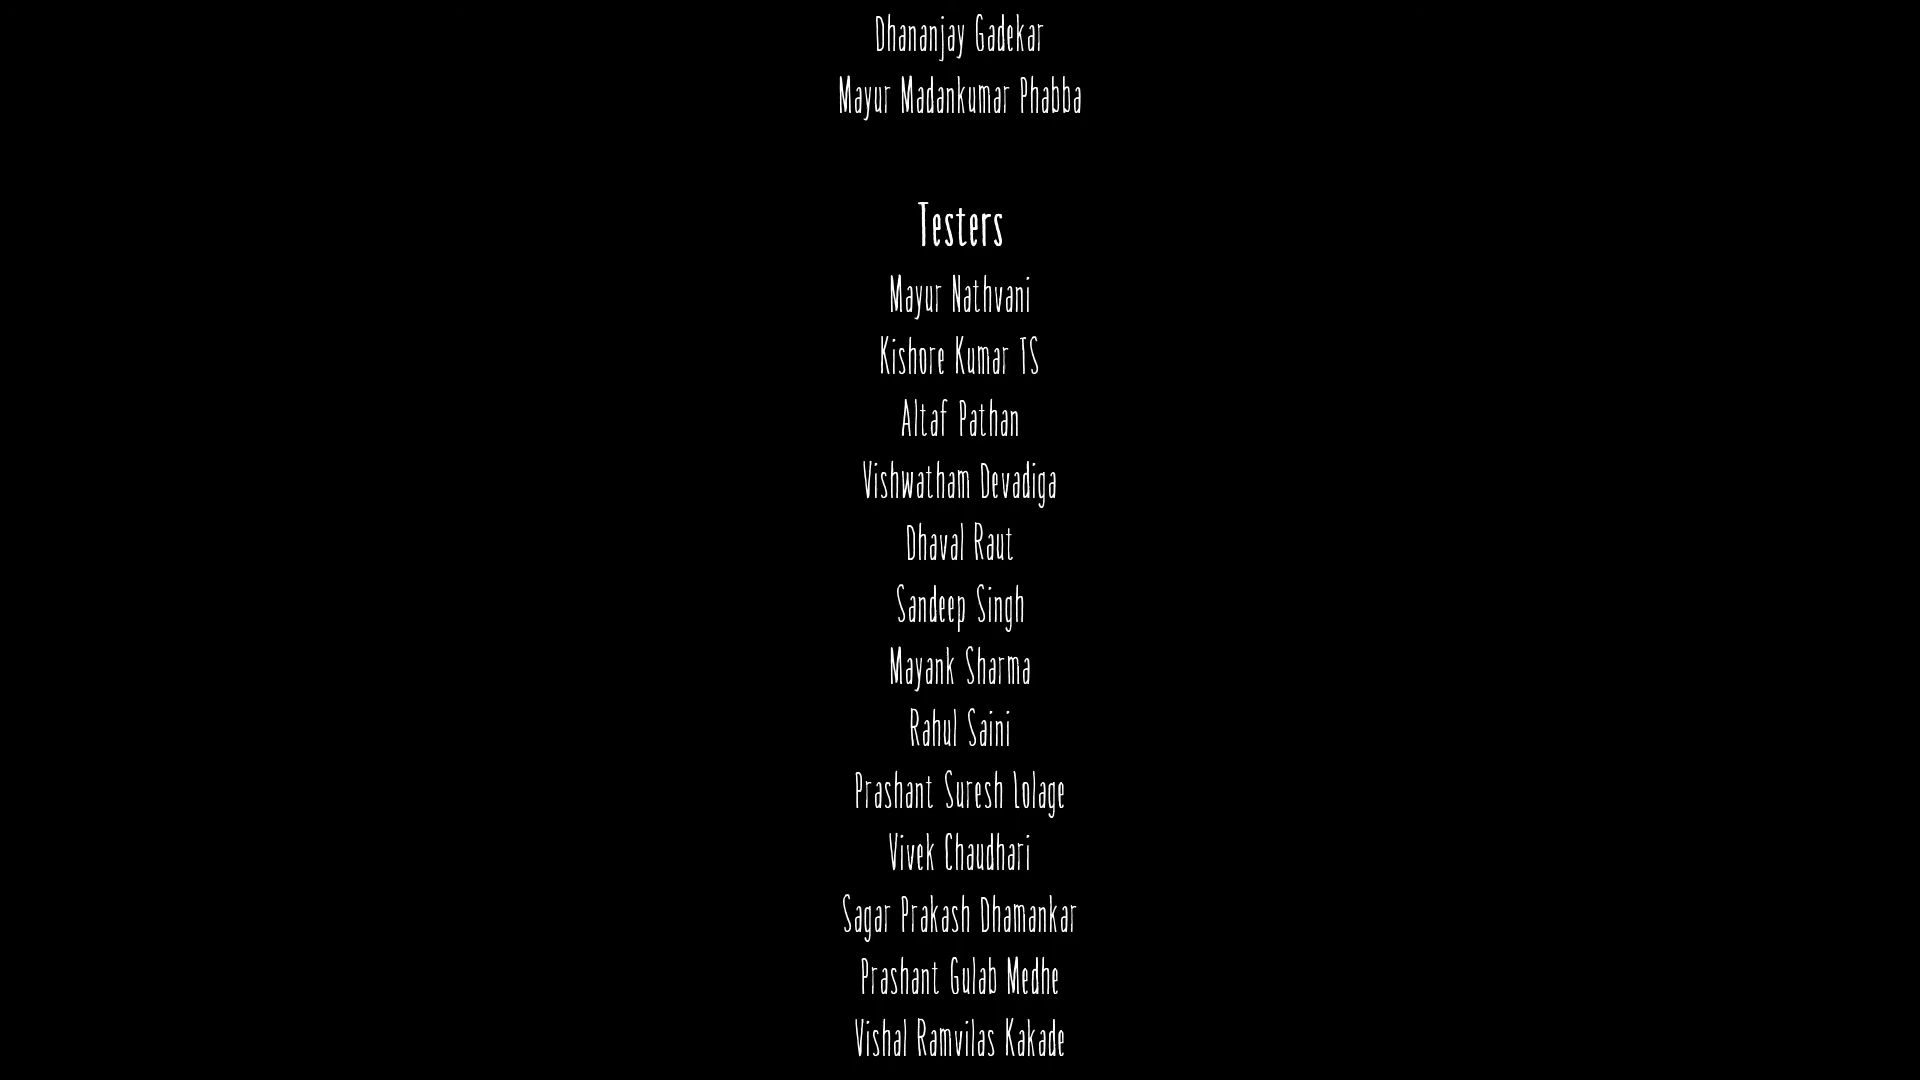 Dhananjay Gadekar
Mayur Madankumar Phabba
Testers
Mayur Nathvani
Kishore Kumar TS
Altaf Pathan
Vishwatham Devadiga
Dhaval Raut
Sandeep Singh
Mayank Sharma
Rahul Saini
Prashant Suresh Lolage
Vivek Chaudhari
Sagar Prakash Dhamankar
Prashant Gulab Medhe
Vishal Ramvilas Kakade